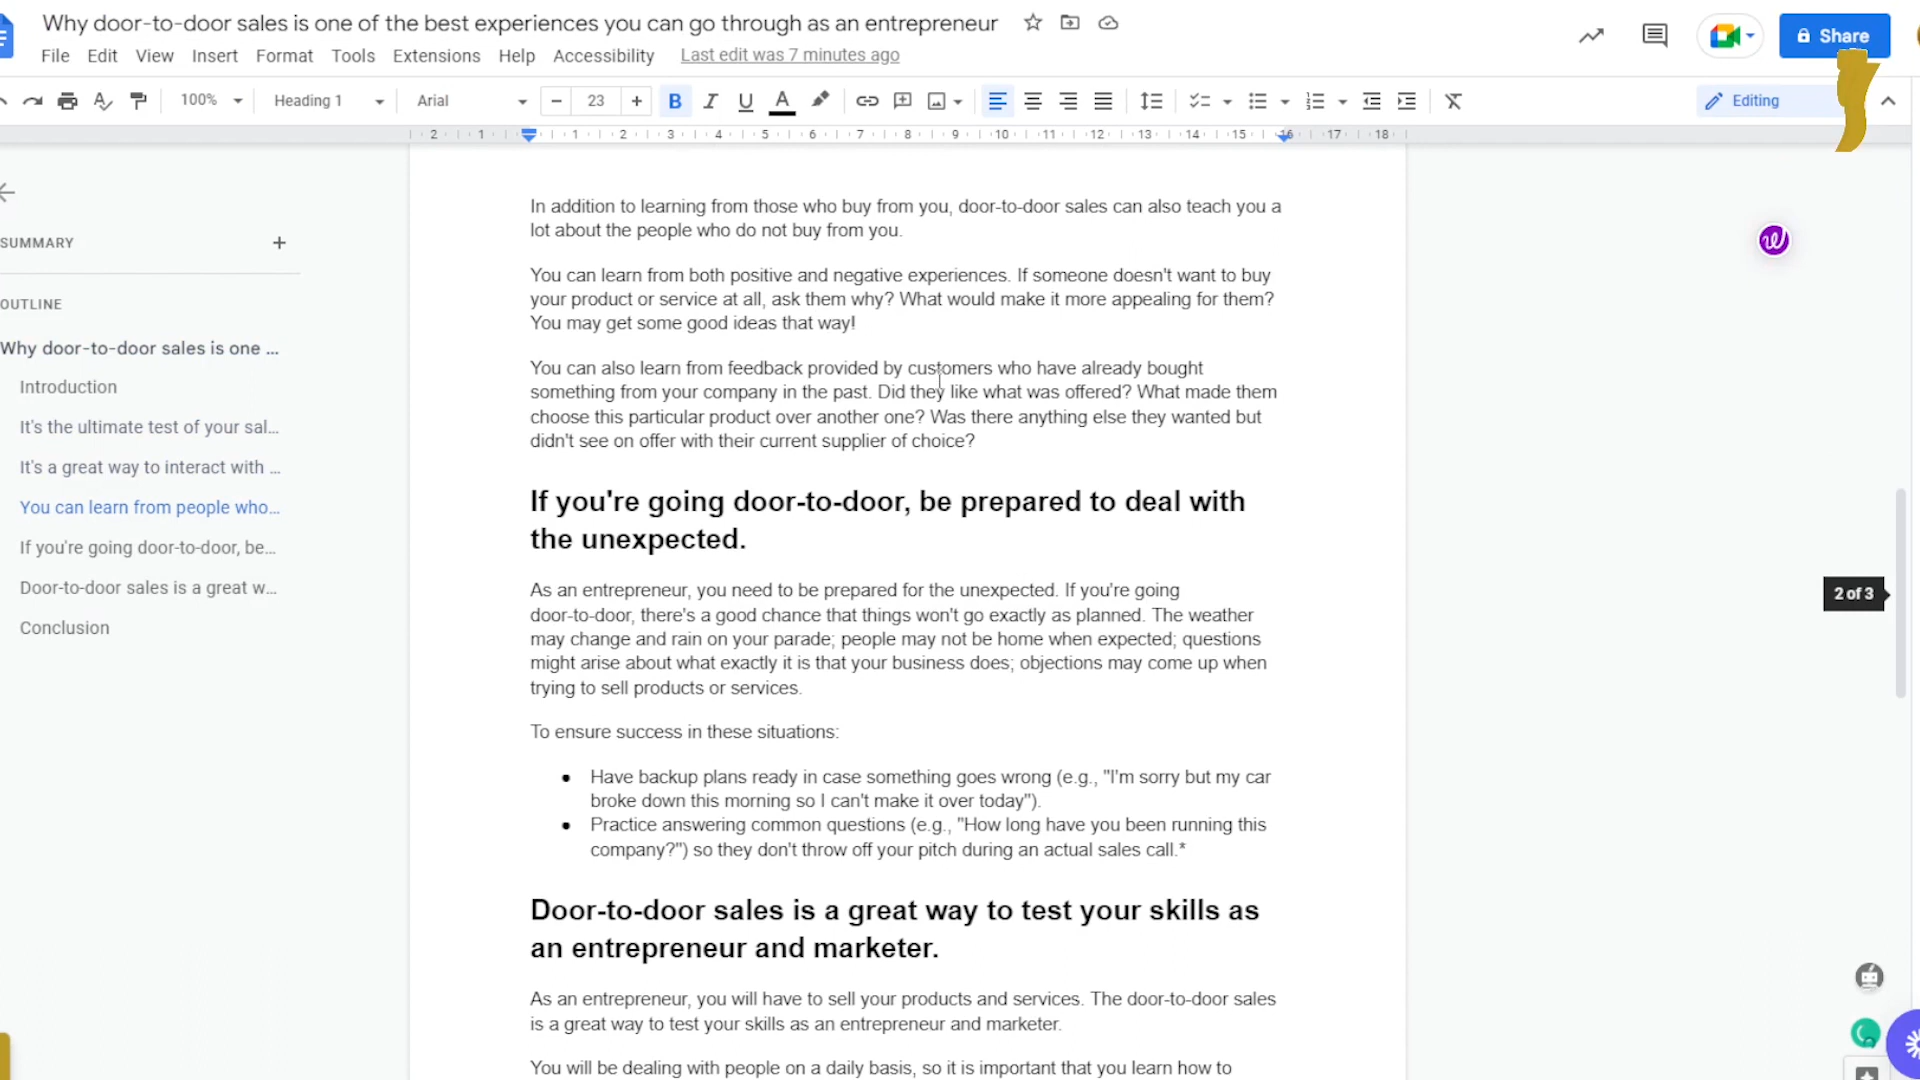 Why door-to-door sales is one of the best experiences you can go through as an entrepreneur
Share
File Edit View Insert Format Tools Extensions Help Accessibility Last edit was 7 minutes ago
100% Heading 1 Arial 23 Editing
2 1 1 2 3 4 5 6 7 8 9 10 11 12 13 14 15 16 17 18
SUMMARY
OUTLINE
Why door-to-door sales is one ...
Introduction
It's the ultimate test of your sal...
It's a great way to interact with ...
You can learn from people who...
If you're going door-to-door, be...
Door-to-door sales is a great w...
Conclusion
In addition to learning from those who buy from you, door-to-door sales can also teach you a
lot about the people who do not buy from you.
You can learn from both positive and negative experiences. If someone doesn't want to buy
your product or service at all, ask them why? What would make it more appealing for them?
You may get some good ideas that way!
You can also learn from feedback provided by customers who have already bought
something from your company in the past. Did they like what was offered? What made them
choose this particular product over another one? Was there anything else they wanted but
didn't see on offer with their current supplier of choice?
If you're going door-to-door, be prepared to deal with
the unexpected.
As an entrepreneur, you need to be prepared for the unexpected. If you're going
door-to-door, there's a good chance that things won't go exactly as planned. The weather
may change and rain on your parade; people may not be home when expected; questions
might arise about what exactly it is that your business does; objections may come up when
trying to sell products or services.
To ensure success in these situations:
● Have backup plans ready in case something goes wrong (e.g., "I'm sorry but my car
broke down this morning so I can't make it over today").
● Practice answering common questions (e.g., "How long have you been running this
company?") so they don't throw off your pitch during an actual sales call.*
Door-to-door sales is a great way to test your skills as
an entrepreneur and marketer.
As an entrepreneur, you will have to sell your products and services. The door-to-door sales
is a great way to test your skills as an entrepreneur and marketer.
You will be dealing with people on a daily basis, so it is important that you learn how to
2 of 3